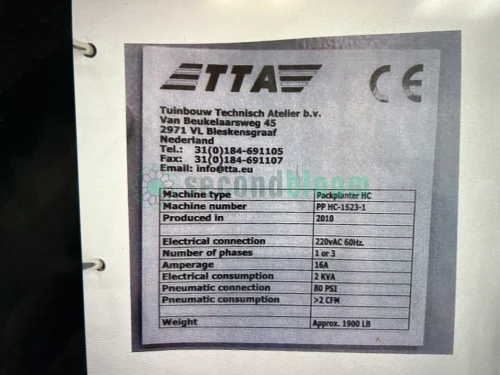 TTA
CE
Tuinbouw Technisch Atelier b.v.
Van Beukelaarsweg 45
2971 VL Bleskensgraaf
Nederland
Tel.: 31(0)184-691105
Fax: 31(0)184-691107
Email: info@tta.eu
secondbloom
Machine type Packplanter HC
Machine number PP HC-1523-1
Produced in 2010
Electrical connection 220vAC 60Hz.
Number of phases 1 or 3
Amperage 16A
Electrical consumption 2 KVA
Pneumatic connection 80 PSI
Pneumatic consumption >2 CFM
Weight Approx. 1900 LB